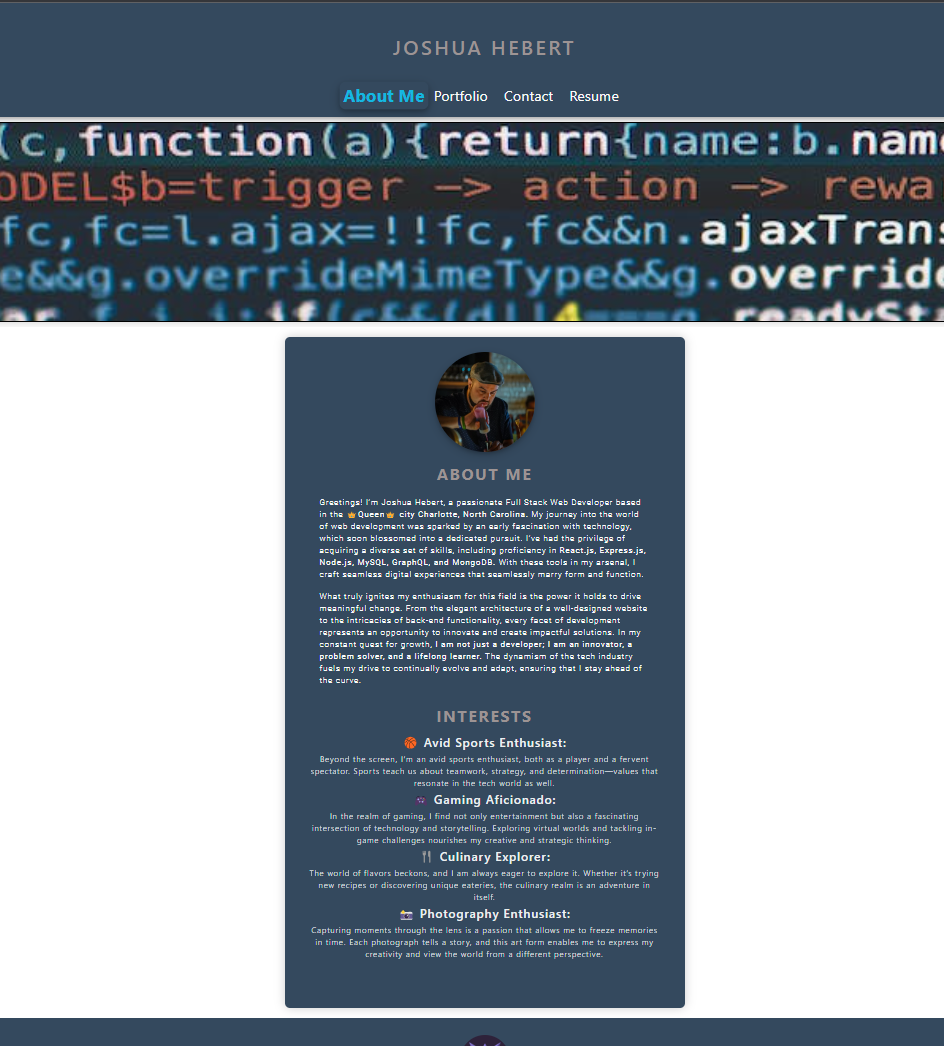 JOSHUA HEBERT
About Me Portfolio Contact Resume
(c,function(a){return{name:b.nam
ODEL$b=trigger —> action —> rewa
fc,fc=l.ajax=!!fc,fc&&n.ajaxTrans
e&&g.overrideMimeType&&g.override
ABOUT ME
Greetings! I'm Joshua Hebert, a passionate Full Stack Web Developer based
in the 👑Queen👑 city Charlotte, North Carolina. My journey into the world
of web development was sparked by an early fascination with technology,
which soon blossomed into a dedicated pursuit. I've had the privilege of
acquiring a diverse set of skills, including proficiency in React.js, Express.js,
Node.js, MySQL, GraphQL, and MongoDB. With these tools in my arsenal, I
craft seamless digital experiences that seamlessly marry form and function.
What truly ignites my enthusiasm for this field is the power it holds to drive
meaningful change. From the elegant architecture of a well-designed website
to the intricacies of back-end functionality, every facet of development
represents an opportunity to innovate and create impactful solutions. In my
constant quest for growth, I am not just a developer; I am an innovator, a
problem solver, and a lifelong learner. The dynamism of the tech industry
fuels my drive to continually evolve and adapt, ensuring that I stay ahead of
the curve.
INTERESTS
🏀 Avid Sports Enthusiast:
Beyond the screen, I'm an avid sports enthusiast, both as a player and a fervent
spectator. Sports teach us about teamwork, strategy, and determination—values that
resonate in the tech world as well.
Gaming Aficionado:
In the realm of gaming, I find not only entertainment but also a fascinating
intersection of technology and storytelling. Exploring virtual worlds and tackling in-
game challenges nourishes my creative and strategic thinking.
🍴 Culinary Explorer:
The world of flavors beckons, and I am always eager to explore it. Whether it's trying
new recipes or discovering unique eateries, the culinary realm is an adventure in
itself.
📸 Photography Enthusiast:
Capturing moments through the lens is a passion that allows me to freeze memories
in time. Each photograph tells a story, and this art form enables me to express my
creativity and view the world from a different perspective.